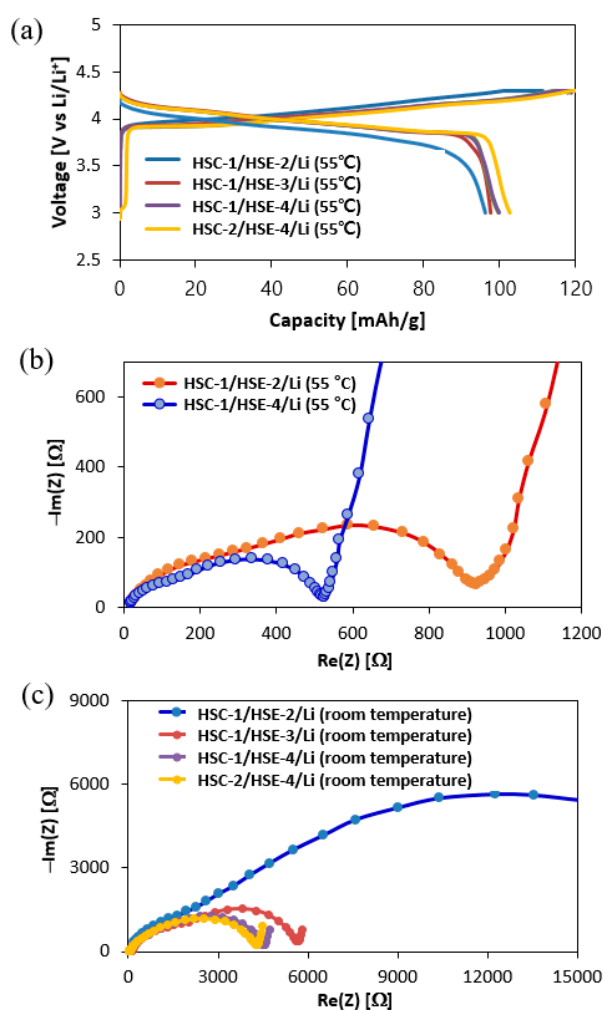 (a)
Voltage [V vs Li/Li⁺]
5
4.5
4
3.5
3
2.5
HSC-1/HSE-2/Li (55℃)
HSC-1/HSE-3/Li (55℃)
HSC-1/HSE-4/Li (55℃)
HSC-2/HSE-4/Li (55℃)
0 20 40 60 80 100 120
Capacity [mAh/g]
(b)
−Im(Z) [Ω]
600
400
200
0
HSC-1/HSE-2/Li (55 °C)
HSC-1/HSE-4/Li (55 °C)
0 200 400 600 800 1000 1200
Re(Z) [Ω]
(c)
−Im(Z) [Ω]
9000
6000
3000
0
HSC-1/HSE-2/Li (room temperature)
HSC-1/HSE-3/Li (room temperature)
HSC-1/HSE-4/Li (room temperature)
HSC-2/HSE-4/Li (room temperature)
0 3000 6000 9000 12000 15000
Re(Z) [Ω]